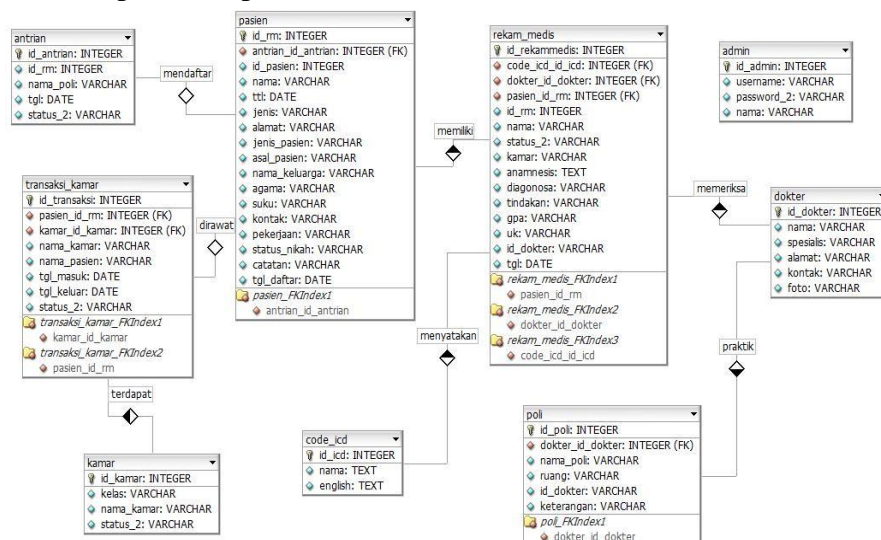 antrian
id_antrian: INTEGER
id_rm: INTEGER
nama_poli: VARCHAR
tgl: DATE
status_2: VARCHAR
mendaftar
pasien
id_rm: INTEGER
antrian_id_antrian: INTEGER (FK)
id_pasien: INTEGER
nama: VARCHAR
ttl: DATE
jenis: VARCHAR
alamat: VARCHAR
jenis_pasien: VARCHAR
asal_pasien: VARCHAR
nama_keluarga: VARCHAR
agama: VARCHAR
suku: VARCHAR
kontak: VARCHAR
pekerjaan: VARCHAR
status_nikah: VARCHAR
catatan: VARCHAR
tgl_daftar: DATE
pasien_FKIndex1
antrian_id_antrian
memiliki
rekam_medis
id_rekammedis: INTEGER
code_icd_id_icd: INTEGER (FK)
dokter_id_dokter: INTEGER (FK)
pasien_id_rm: INTEGER (FK)
id_rm: INTEGER
nama: VARCHAR
status_2: VARCHAR
kamar: VARCHAR
anamnesis: TEXT
diagonosa: VARCHAR
tindakan: VARCHAR
gpa: VARCHAR
uk: VARCHAR
id_dokter: VARCHAR
tgl: DATE
rekam_medis_FKIndex1
pasien_id_rm
rekam_medis_FKIndex2
dokter_id_dokter
rekam_medis_FKIndex3
code_icd_id_icd
admin
id_admin: INTEGER
username: VARCHAR
password_2: VARCHAR
nama: VARCHAR
memeriksa
dokter
id_dokter: INTEGER
nama: VARCHAR
spesialis: VARCHAR
alamat: VARCHAR
kontak: VARCHAR
foto: VARCHAR
transaksi_kamar
id_transaksi: INTEGER
pasien_id_rm: INTEGER (FK)
kamar_id_kamar: INTEGER (FK)
nama_kamar: VARCHAR
nama_pasien: VARCHAR
tgl_masuk: DATE
tgl_keluar: DATE
status_2: VARCHAR
transaksi_kamar_FKIndex1
kamar_id_kamar
transaksi_kamar_FKIndex2
pasien_id_rm
dirawat
menyatakan
praktik
terdapat
kamar
id_kamar: INTEGER
kelas: VARCHAR
nama_kamar: VARCHAR
status_2: VARCHAR
code_icd
id_icd: INTEGER
nama: TEXT
english: TEXT
poli
id_poli: INTEGER
dokter_id_dokter: INTEGER (FK)
nama_poli: VARCHAR
ruang: VARCHAR
id_dokter: VARCHAR
keterangan: VARCHAR
poli_FKIndex1
dokter_id_dokter